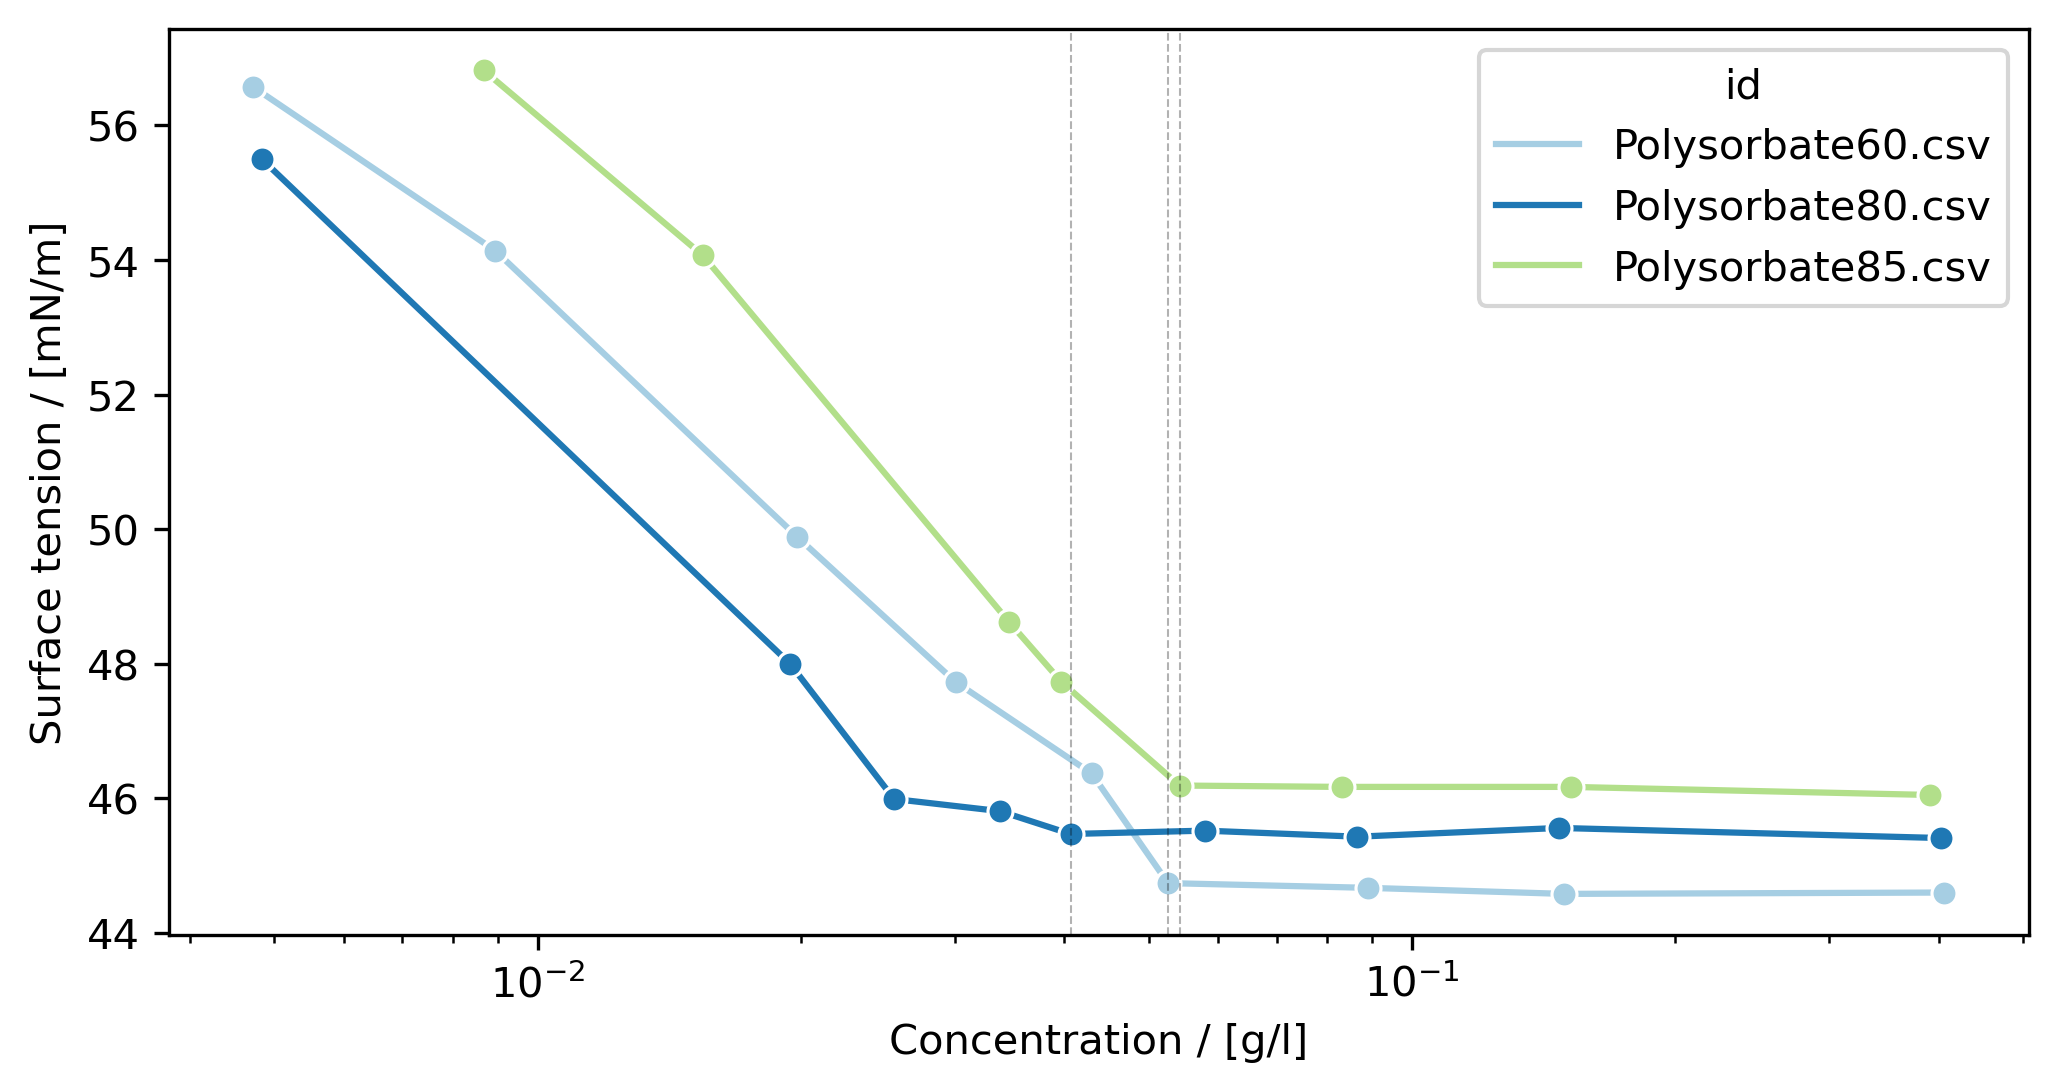 id
Polysorbate60.csv
Polysorbate80.csv
Polysorbate85.csv
56
54
52
50
48
46
44
Surface tension / [mN/m]
10⁻²
10⁻¹
Concentration / [g/l]